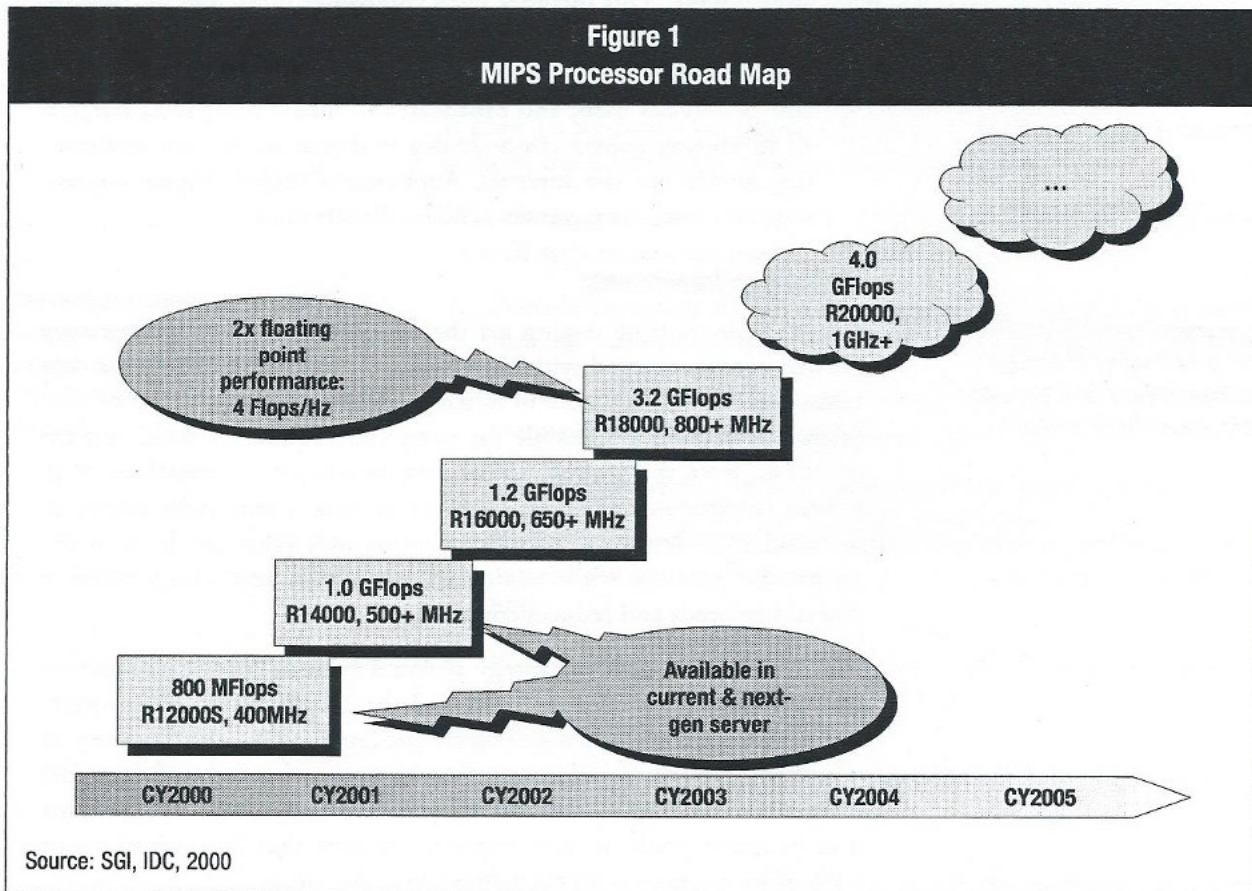 Figure 1
MIPS Processor Road Map
...
4.0
GFlops
R20000,
1GHz+
2x floating
point
performance:
4 Flops/Hz
3.2 GFlops
R18000, 800+ MHz
1.2 GFlops
R16000, 650+ MHz
1.0 GFlops
R14000, 500+ MHz
800 MFlops
R12000S, 400MHz
Available in
current & next-
gen server
CY2000 CY2001 CY2002 CY2003 CY2004 CY2005
Source: SGI, IDC, 2000